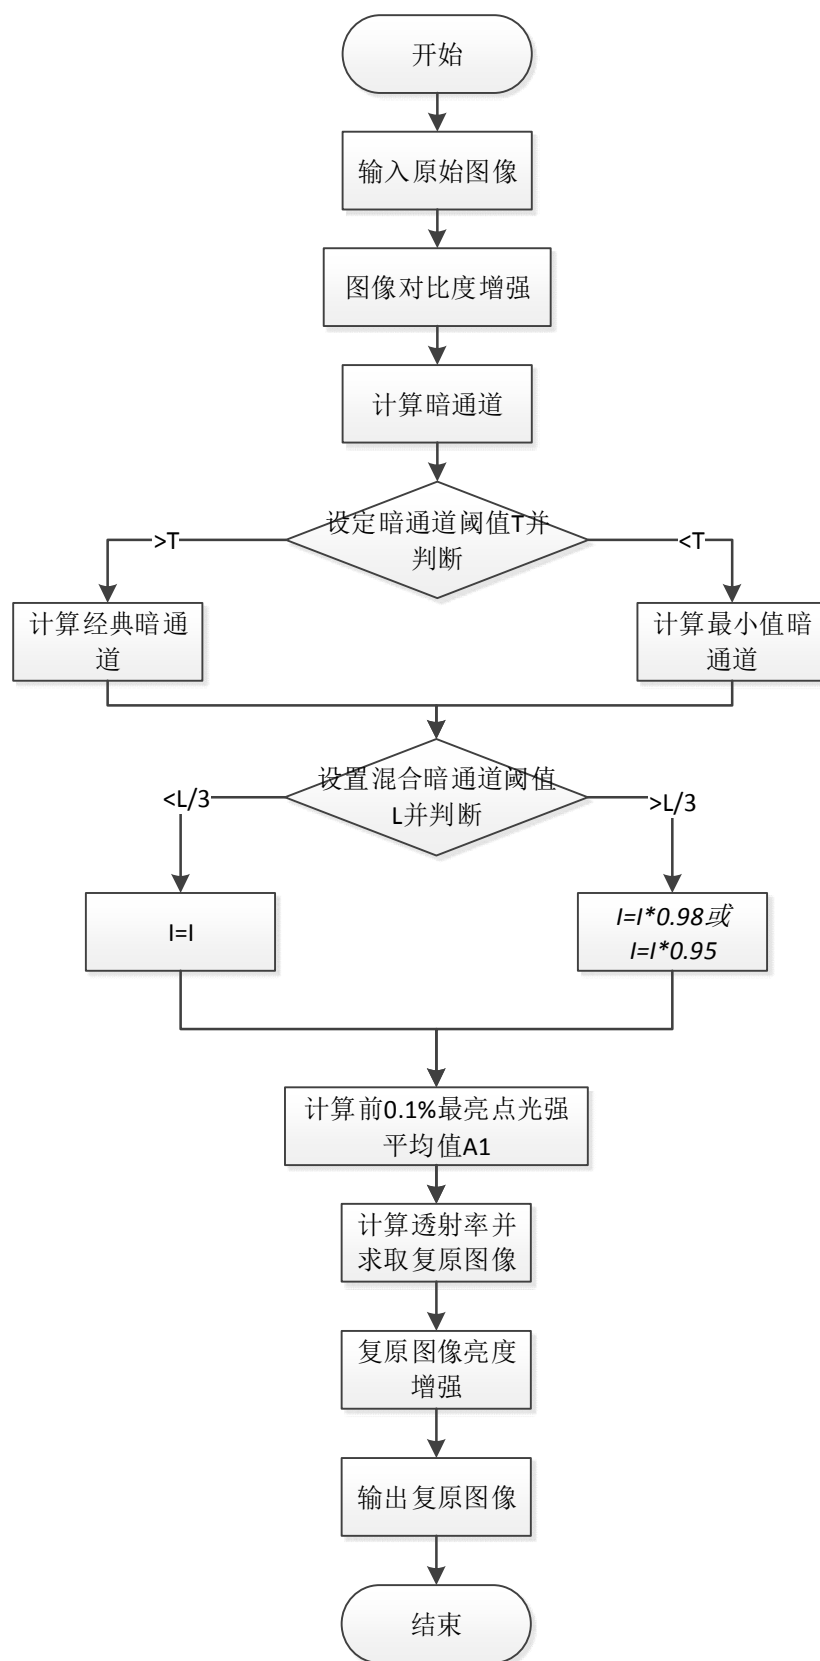 开始
输入原始图像
图像对比度增强
计算暗通道
设定暗通道阈值T并
判断
>T
<T
计算经典暗通
道
计算最小值暗
通道
设置混合暗通道阈值
L并判断
<L/3
>L/3
I=I
I=I*0.98或
I=I*0.95
计算前0.1%最亮点光强
平均值A1
计算透射率并
求取复原图像
复原图像亮度
增强
输出复原图像
结束